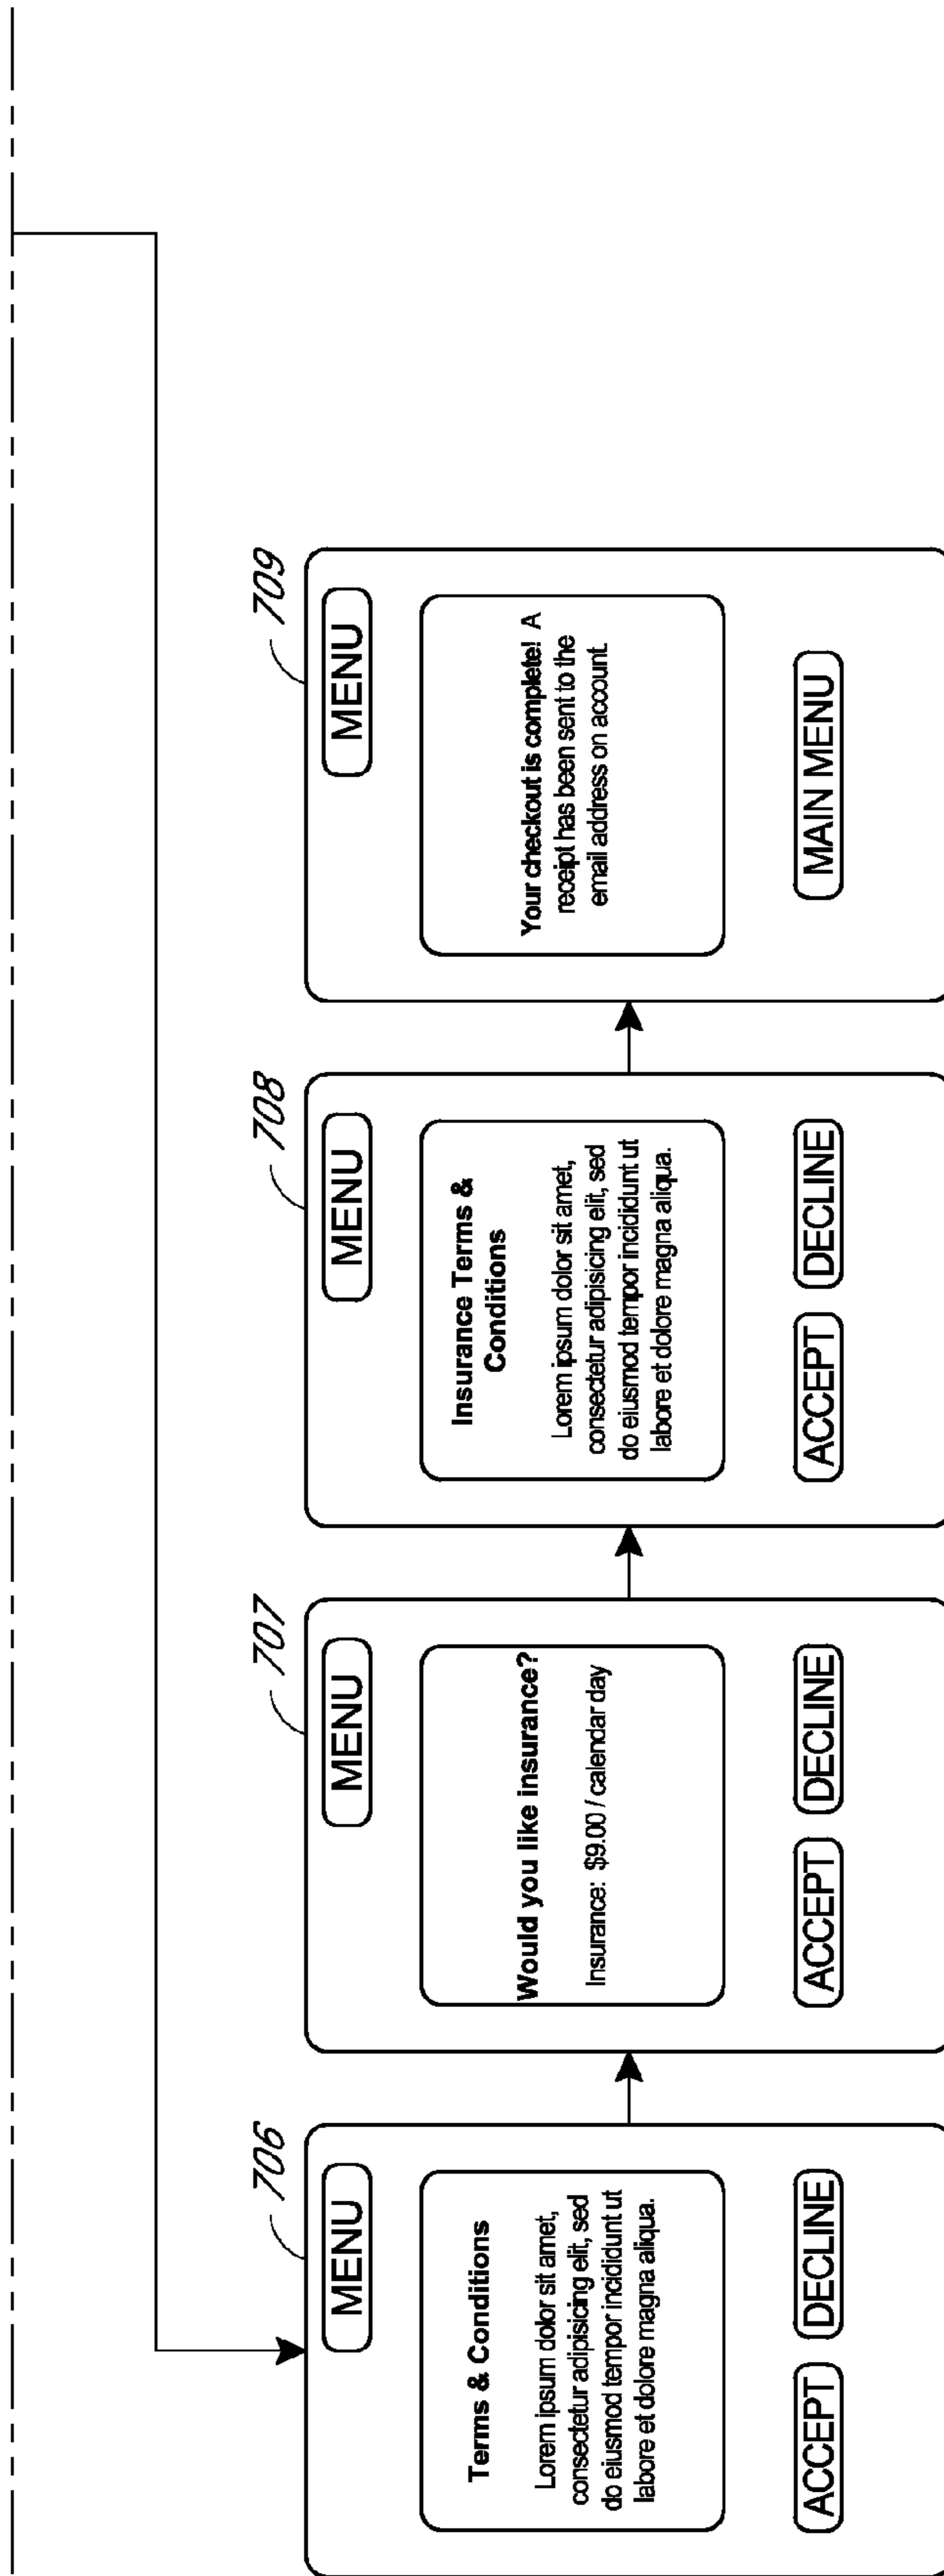 706
MENU
Terms & Conditions
Lorem ipsum dolor sit amet,
consectetur adipisicing elit, sed
do eiusmod tempor incididunt ut
labore et dolore magna aliqua.
ACCEPT DECLINE
707
MENU
Would you like insurance?
Insurance: $9.00 / calendar day
ACCEPT DECLINE
708
MENU
Insurance Terms &
Conditions
Lorem ipsum dolor sit amet,
consectetur adipisicing elit, sed
do eiusmod tempor incididunt ut
labore et dolore magna aliqua.
ACCEPT DECLINE
709
MENU
Your checkout is complete! A
receipt has been sent to the
email address on account.
MAIN MENU